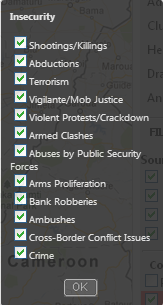 Insecurity
Shootings/Killings
Abductions
Terrorism
Vigilante/Mob Justice
Violent Protests/Crackdown
Armed Clashes
Abuses by Public Security
Forces
Arms Proliferation
Bank Robberies
Ambushes
Cross-Border Conflict Issues
Crime
Cameroon
OK